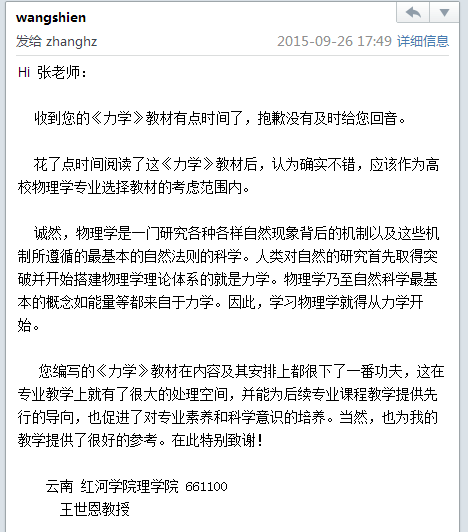 wangshien
发给 zhanghz 2015-09-26 17:49 详细信息
Hi 张老师：
收到您的《力学》教材有点时间了，抱歉没有及时给您回音。
花了点时间阅读了这《力学》教材后，认为确实不错，应该作为高
校物理学专业选择教材的考虑范围内。
诚然，物理学是一门研究各种各样自然现象背后的机制以及这些机
制所遵循的最基本的自然法则的科学。人类对自然的研究首先取得突
破并开始搭建物理学理论体系的就是力学。物理学乃至自然科学最基
本的概念如能量等都来自于力学。因此，学习物理学就得从力学开
始。
您编写的《力学》教材在内容及其安排上都很下了一番功夫，这在
专业教学上就有了很大的处理空间，并能为后续专业课程教学提供先
行的导向，也促进了对专业素养和科学意识的培养。当然，也为我的
教学提供了很好的参考。在此特别致谢！
云南 红河学院理学院 661100
王世恩教授